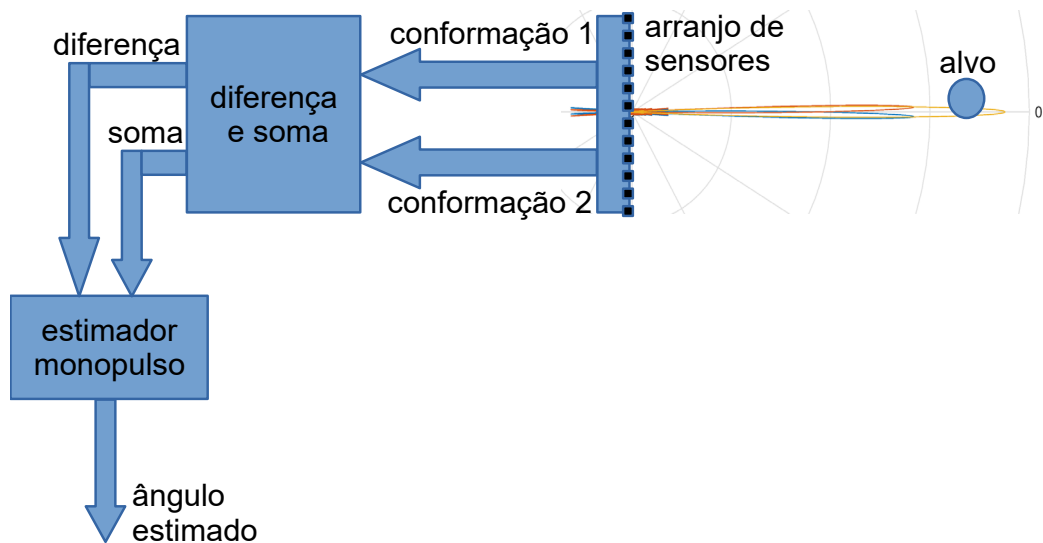 conformação 1
arranjo de
sensores
diferença
alvo
diferença
e soma
0
soma
conformação 2
estimador
monopulso
ângulo
estimado